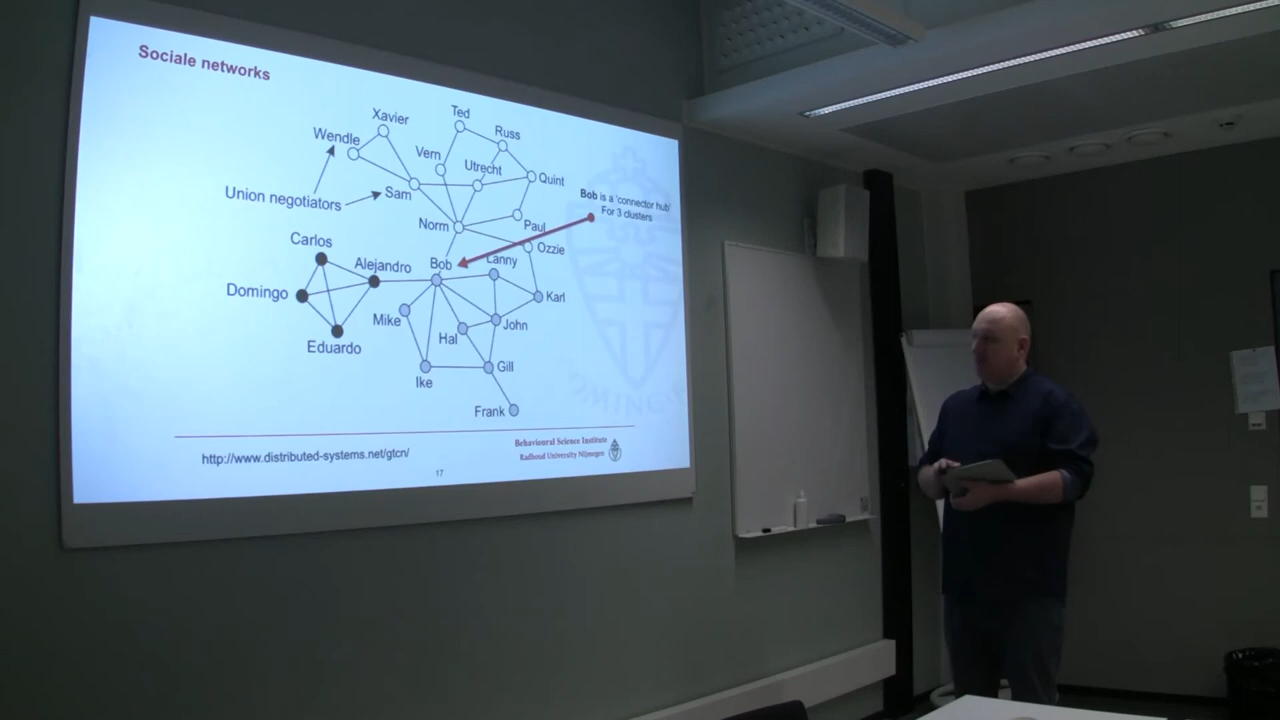 Sociale networks
Ted
Xavier
Russ
Wendle
Vern
Utrecht
Quint
Union negotiators
Sam
Bob is a 'connector hub'
For 3 clusters
Norm
Paul
Ozzie
Carlos
Alejandro
Bob
Lanny
Domingo
Karl
Mike
John
Hal
Eduardo
Gill
Ike
Frank
http://www.distributed-systems.net/gtcn/
Behavioural Science Institute
Radboud University Nijmegen
17